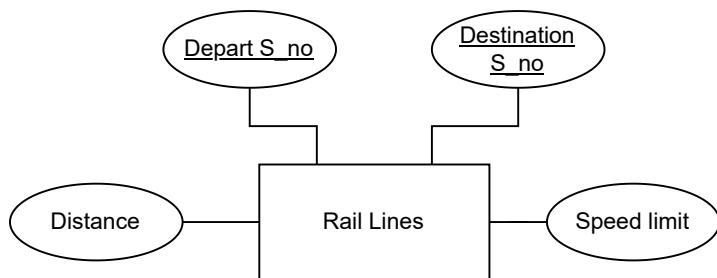 Depart S_no
Destination
S_no
Distance
Rail Lines
Speed limit